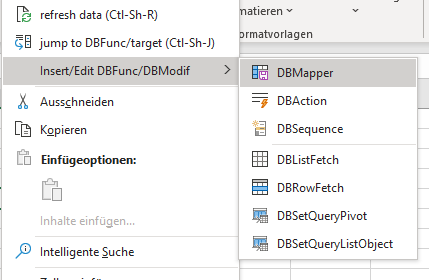 refresh data (Ctl-Sh-R)
jump to DBFunc/target (Ctl-Sh-J)
Insert/Edit DBFunc/DBModif
Ausschneiden
Kopieren
Einfügeoptionen:
Inhalte einfügen...
Intelligente Suche
matieren
ormatvorlagen
DBMapper
DBAction
DBSequence
DBListFetch
DBRowFetch
DBSetQueryPivot
DBSetQueryListObject